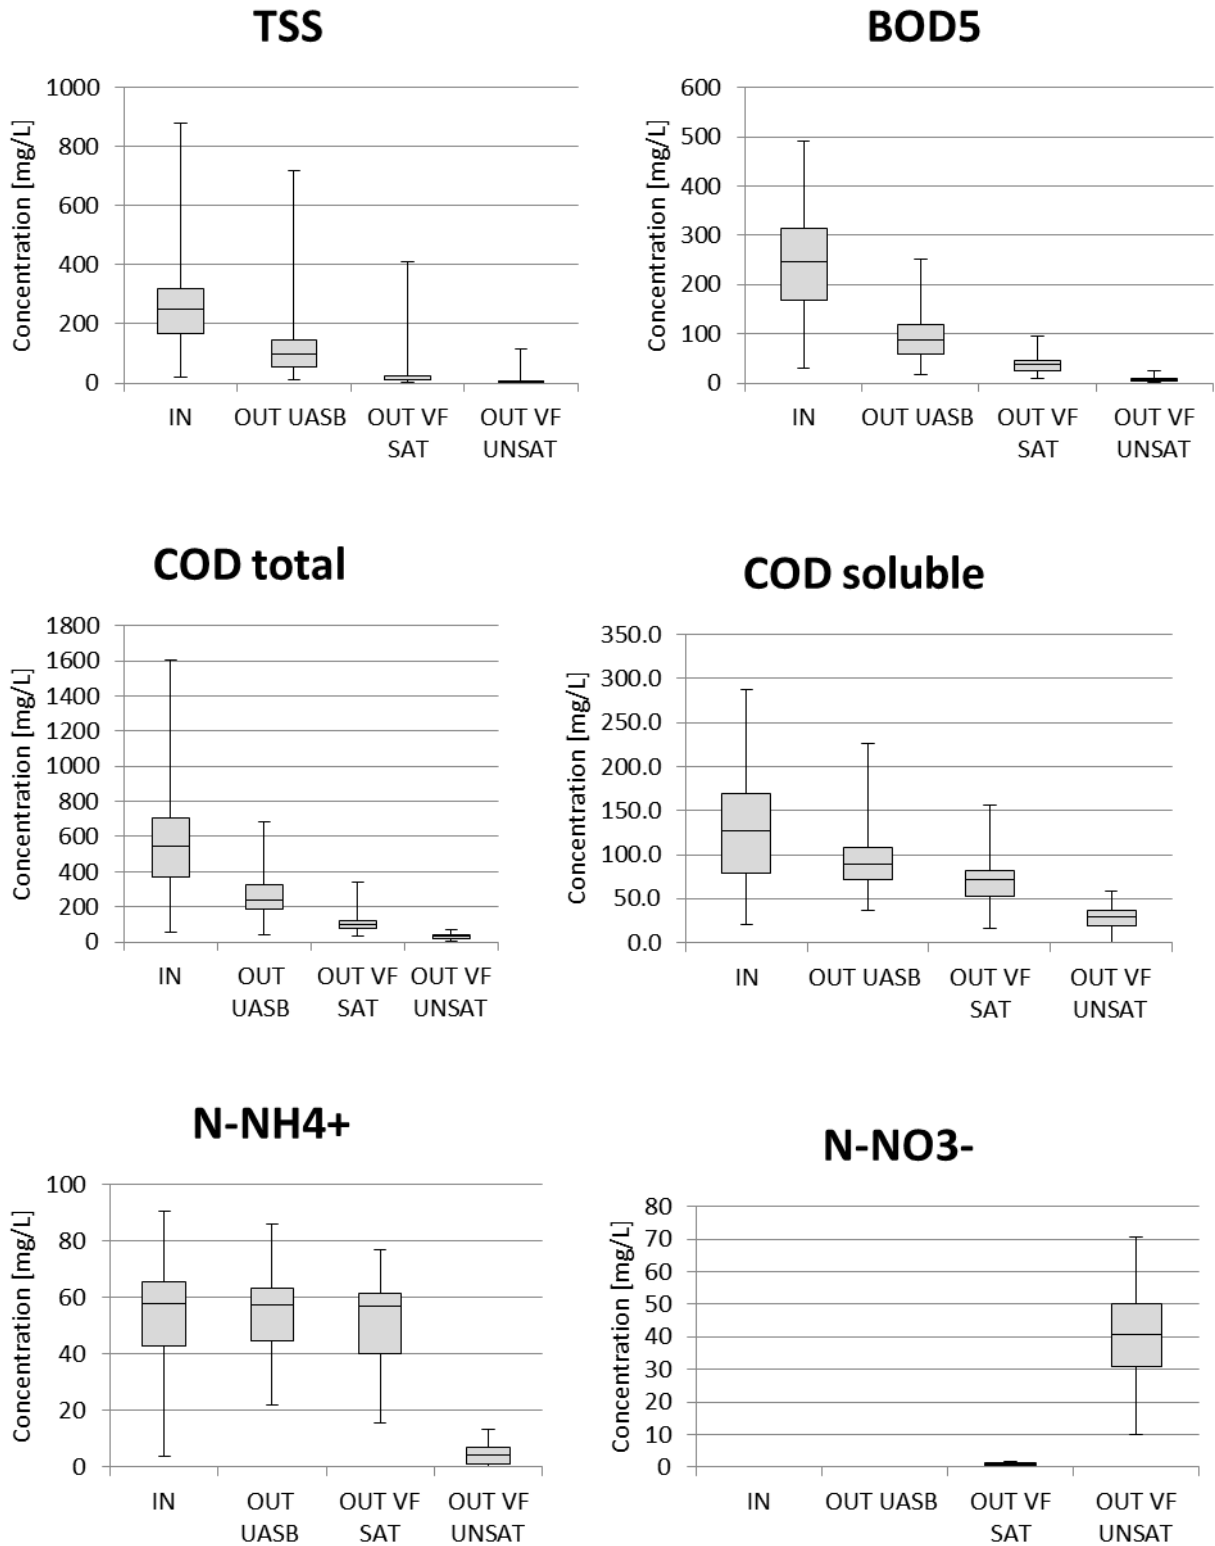 TSS
Concentration [mg/L]
1000
800
600
400
200
0
IN
OUT UASB
OUT VF
SAT
OUT VF
UNSAT
BOD5
Concentration [mg/L]
600
500
400
300
200
100
0
IN
OUT UASB
OUT VF
SAT
OUT VF
UNSAT
COD total
Concentration [mg/L]
1800
1600
1400
1200
1000
800
600
400
200
0
IN
OUT
UASB
OUT VF
SAT
OUT VF
UNSAT
COD soluble
Concentration [mg/L]
350.0
300.0
250.0
200.0
150.0
100.0
50.0
0.0
IN
OUT UASB
OUT VF
SAT
OUT VF
UNSAT
N-NH4+
Concentration [mg/L]
100
80
60
40
20
0
IN
OUT
UASB
OUT VF
SAT
OUT VF
UNSAT
N-NO3-
Concentration [mg/L]
80
70
60
50
40
30
20
10
0
IN
OUT UASB
OUT VF
SAT
OUT VF
UNSAT